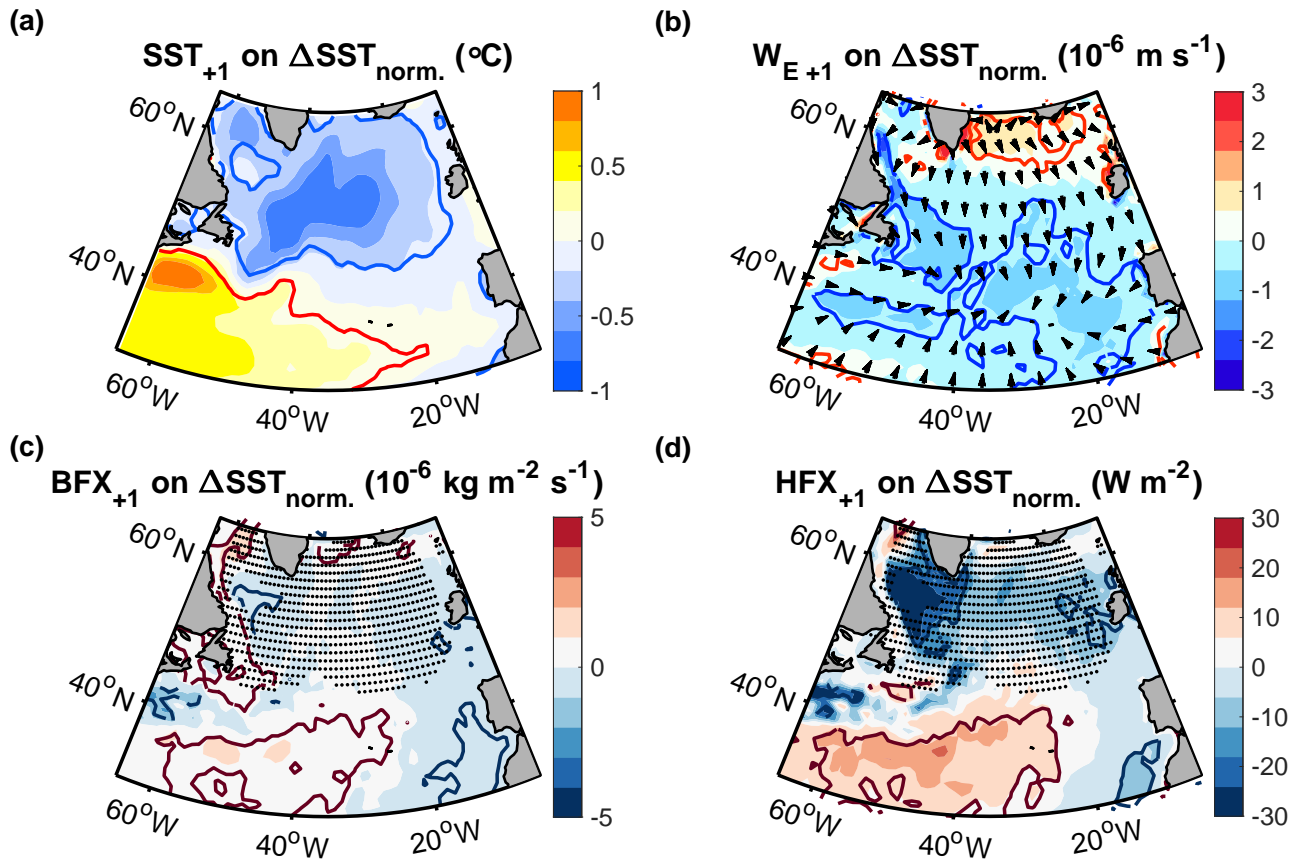 (a)
SST+1 on ΔSSTnorm. (°C)
60°N
40°N
60°W
40°W
20°W
1
0.5
0
-0.5
-1
(b)
WE +1 on ΔSSTnorm. (10^-6 m s^-1)
60°N
40°N
60°W
40°W
20°W
3
2
1
0
-1
-2
-3
(c)
BFX+1 on ΔSSTnorm. (10^-6 kg m^-2 s^-1)
60°N
40°N
60°W
40°W
20°W
5
0
-5
(d)
HFX+1 on ΔSSTnorm. (W m^-2)
60°N
40°N
60°W
40°W
20°W
30
20
10
0
-10
-20
-30